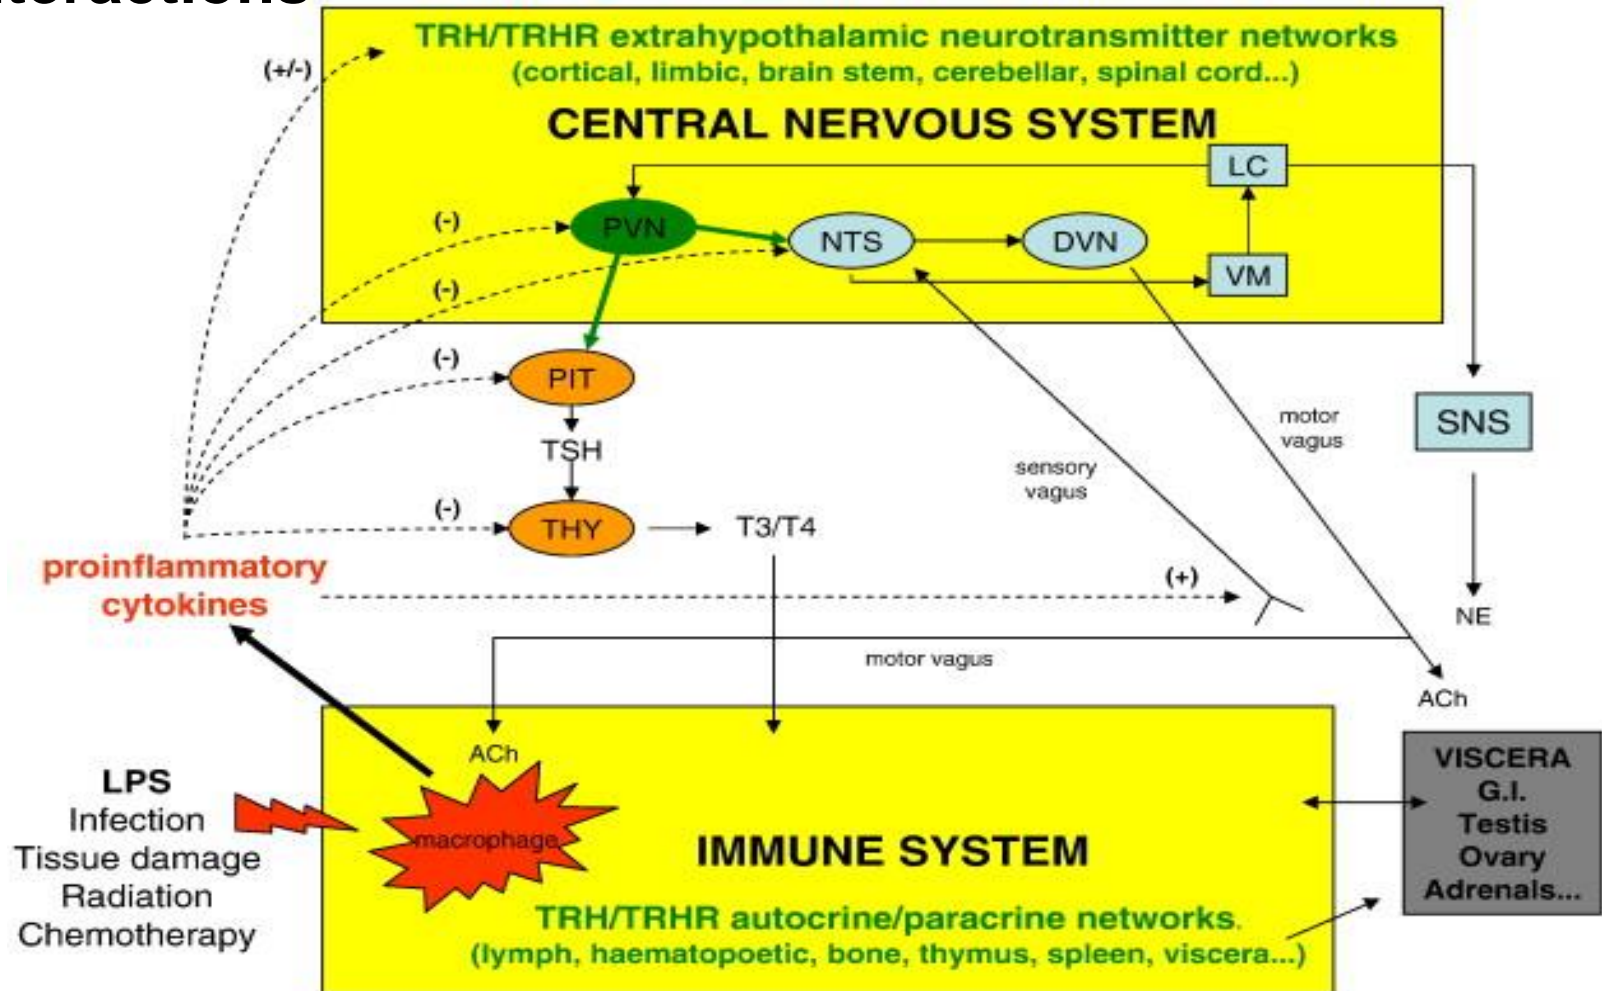 TRH/TRHR extrahypothalamic neurotransmitter networks
(cortical, limbic, brain stem, cerebellar, spinal cord...)
(+/-)
CENTRAL NERVOUS SYSTEM
LC
(-)
PVN
NTS
DVN
VM
(-)
(-)
PIT
TSH
motor
vagus
SNS
sensory
vagus
(-)
THY
T3/T4
proinflammatory
cytokines
(+)
NE
motor vagus
ACh
ACh
LPS
Infection
Tissue damage
Radiation
Chemotherapy
macrophage
IMMUNE SYSTEM
TRH/TRHR autocrine/paracrine networks.
(lymph, haematopoetic, bone, thymus, spleen, viscera...)
VISCERA
G.I.
Testis
Ovary
Adrenals...